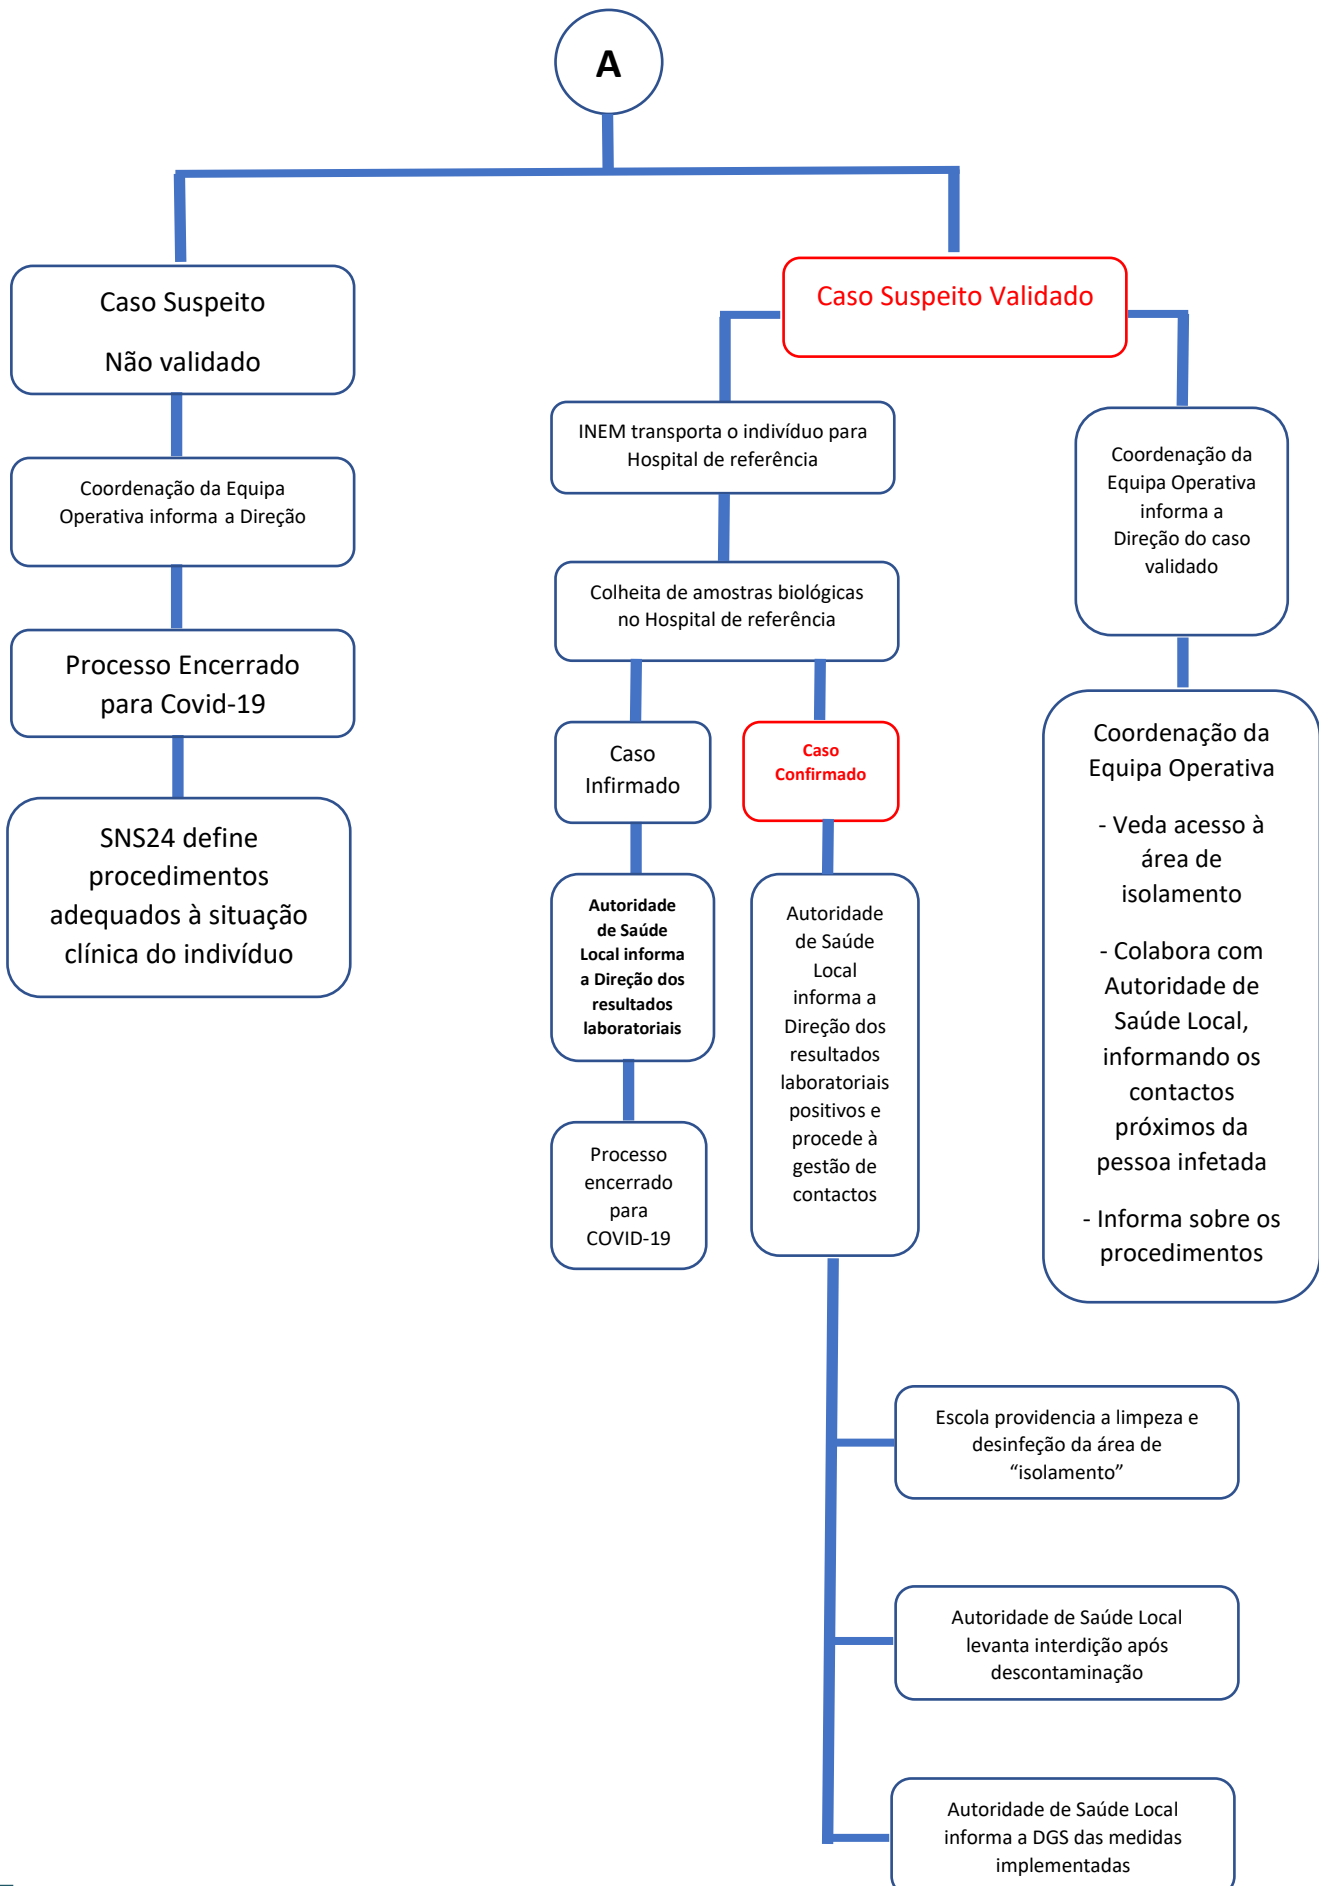 A
Caso Suspeito
Não validado
Coordenação da Equipa
Operativa informa a Direção
Processo Encerrado
para Covid-19
SNS24 define
procedimentos
adequados à situação
clínica do indivíduo
Caso Suspeito Validado
INEM transporta o indivíduo para
Hospital de referência
Colheita de amostras biológicas
no Hospital de referência
Caso
Infirmado
Autoridade
de Saúde
Local informa
a Direção dos
resultados
laboratoriais
Processo
encerrado
para
COVID-19
Caso
Confirmado
Autoridade
de Saúde
Local
informa a
Direção dos
resultados
laboratoriais
positivos e
procede à
gestão de
contactos
Escola providencia a limpeza e
desinfeção da área de
“isolamento”
Autoridade de Saúde Local
levanta interdição após
descontaminação
Autoridade de Saúde Local
informa a DGS das medidas
implementadas
Coordenação da
Equipa Operativa
informa a
Direção do caso
validado
Coordenação da
Equipa Operativa
- Veda acesso à
área de
isolamento
- Colabora com
Autoridade de
Saúde Local,
informando os
contactos
próximos da
pessoa infetada
- Informa sobre os
procedimentos